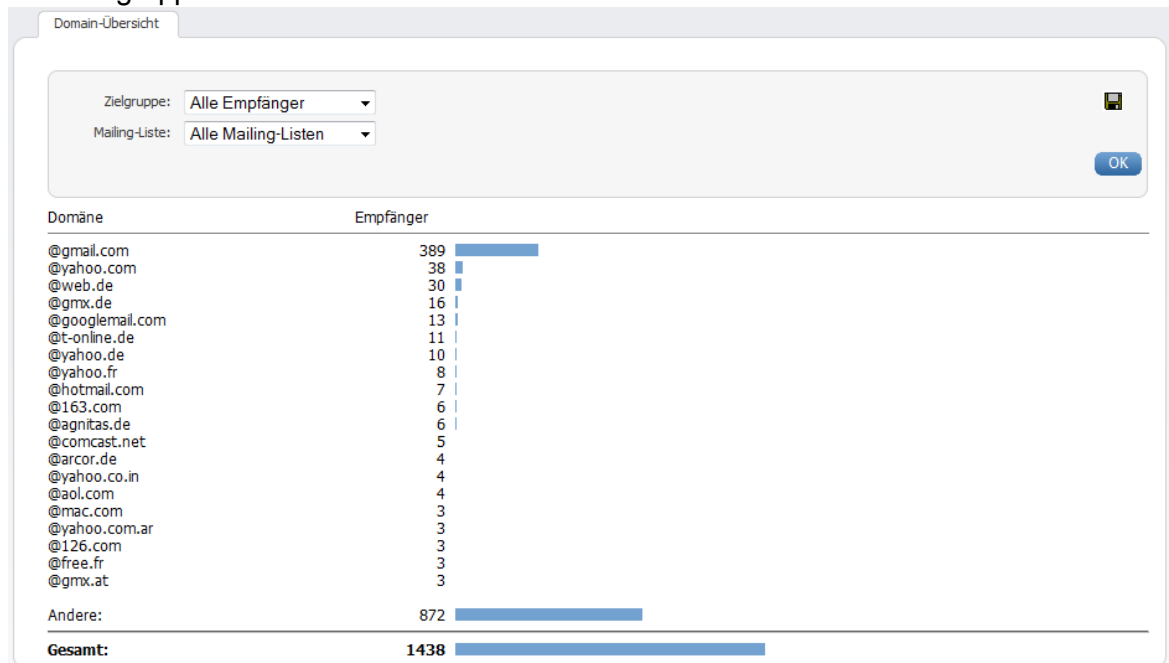 Domain-Übersicht
Zielgruppe: Alle Empfänger
Mailing-Liste: Alle Mailing-Listen
OK
Domäne Empfänger
@gmail.com 389
@yahoo.com 38
@web.de 30
@gmx.de 16
@googlemail.com 13
@t-online.de 11
@yahoo.de 10
@yahoo.fr 8
@hotmail.com 7
@163.com 6
@agnitas.de 6
@comcast.net 5
@arcor.de 4
@yahoo.co.in 4
@aol.com 4
@mac.com 3
@yahoo.com.ar 3
@126.com 3
@free.fr 3
@gmx.at 3
Andere: 872
Gesamt: 1438